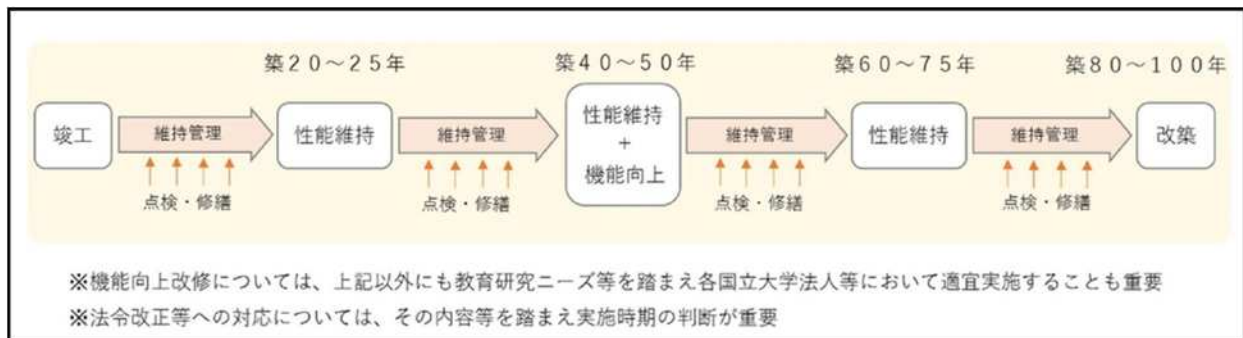 築２０～２５年
築４０～５０年
築６０～７５年
築８０～１００年
竣工
維持管理
性能維持
維持管理
性能維持
+
機能向上
維持管理
性能維持
維持管理
改築
点検・修繕
点検・修繕
点検・修繕
点検・修繕
※機能向上改修については、上記以外にも教育研究ニーズ等を踏まえ各国立大学法人等において適宜実施することも重要
※法令改正等への対応については、その内容等を踏まえ実施時期の判断が重要